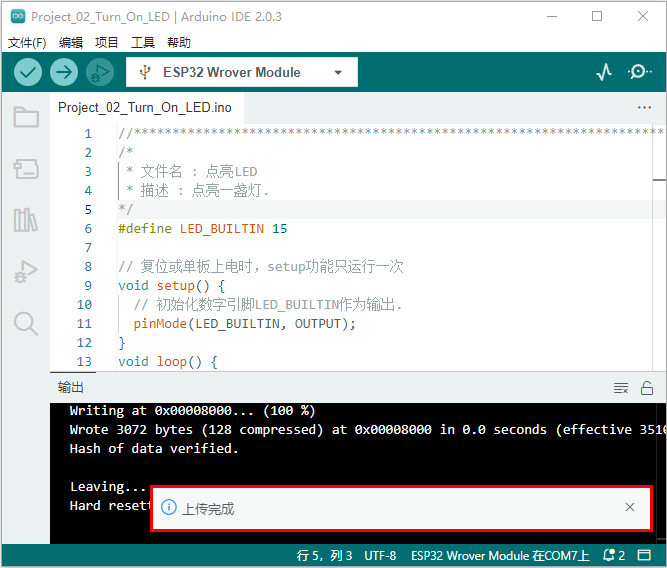 Project_02_Turn_On_LED | Arduino IDE 2.0.3
文件(F) 编辑 项目 工具 帮助
ESP32 Wrover Module
Project_02_Turn_On_LED.ino
1 //**********************************************************************
2 /*
3 * 文件名 : 点亮LED
4 * 描述 : 点亮一盏灯.
5 */
6 #define LED_BUILTIN 15
7
8 // 复位或单板上电时，setup功能只运行一次
9 void setup() {
10 // 初始化数字引脚LED_BUILTIN作为输出.
11 pinMode(LED_BUILTIN, OUTPUT);
12 }
13 void loop() {
输出
Writing at 0x00008000... (100 %)
Wrote 3072 bytes (128 compressed) at 0x00008000 in 0.0 seconds (effective 3510
Hash of data verified.
Leaving...
Hard resett
上传完成
行 5，列 3 UTF-8 ESP32 Wrover Module 在COM7上 2